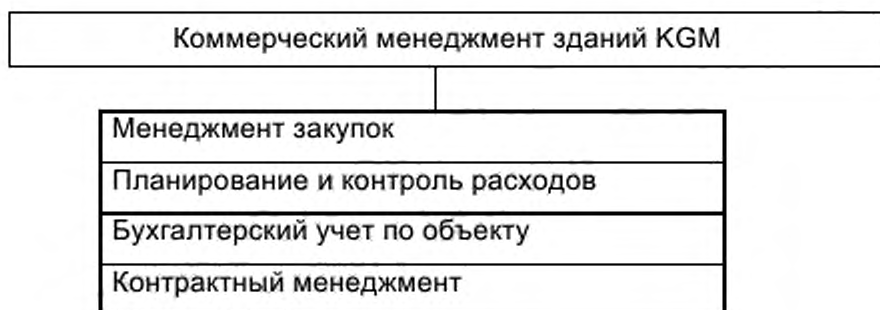 Коммерческий менеджмент зданий KGM
Менеджмент закупок
Планирование и контроль расходов
Бухгалтерский учет по объекту
Контрактный менеджмент